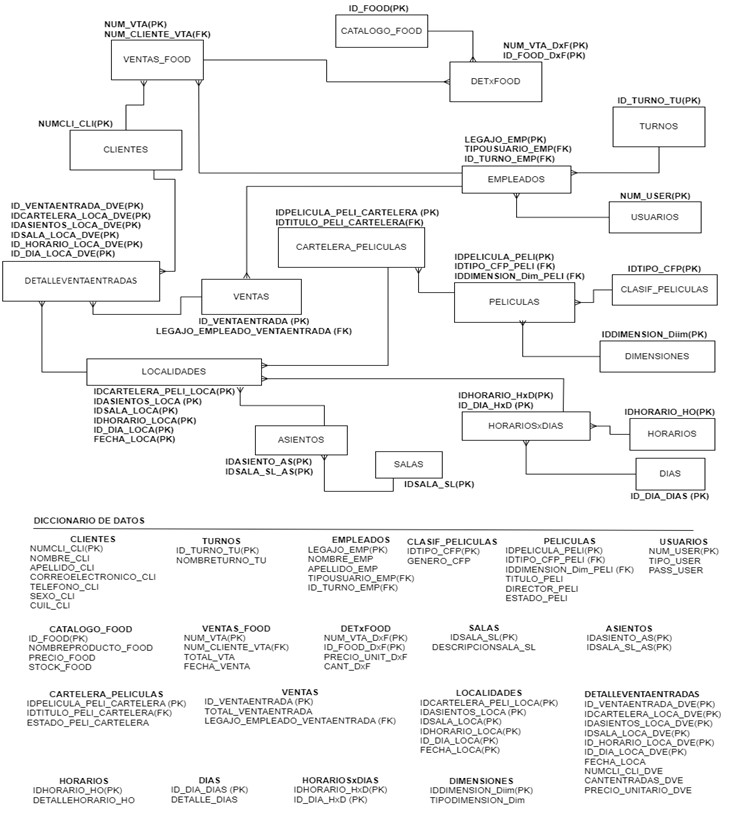 ID_FOOD(PK)
CATALOGO_FOOD
NUM_VTA(PK)
NUM_CLIENTE_VTA(FK)
VENTAS_FOOD
NUM_VTA_DxF(PK)
ID_FOOD_DxF(PK)
DETxFOOD
NUMCLI_CLI(PK)
CLIENTES
ID_TURNO_TU(PK)
TURNOS
LEGAJO_EMP(PK)
TIPOUSUARIO_EMP(FK)
ID_TURNO_EMP(FK)
EMPLEADOS
NUM_USER(PK)
USUARIOS
ID_VENTAENTRADA_DVE(PK)
IDCARTELERA_LOCA_DVE(PK)
IDASIENTOS_LOCA_DVE(PK)
IDSALA_LOCA_DVE(PK)
ID_HORARIO_LOCA_DVE(PK)
ID_DIA_LOCA_DVE(PK)
DETALLEVENTAENTRADAS
IDPELICULA_PELI_CARTELERA (PK)
IDTITULO_PELI_CARTELERA(FK)
CARTELERA_PELICULAS
VENTAS
ID_VENTAENTRADA (PK)
LEGAJO_EMPLEADO_VENTAENTRADA (FK)
IDPELICULA_PELI(PK)
IDTIPO_CFP_PELI (FK)
IDDIMENSION_Dim_PELI (FK)
PELICULAS
IDTIPO_CFP(PK)
CLASIF_PELICULAS
IDDIMENSION_Diim(PK)
DIMENSIONES
LOCALIDADES
IDCARTELERA_PELI_LOCA(PK)
IDASIENTOS_LOCA (PK)
IDSALA_LOCA(PK)
IDHORARIO_LOCA(PK)
ID_DIA_LOCA(PK)
FECHA_LOCA(PK)
IDHORARIO_HxD(PK)
ID_DIA_HxD (PK)
HORARIOSxDIAS
IDHORARIO_HO(PK)
HORARIOS
ASIENTOS
IDASIENTO_AS(PK)
IDSALA_SL_AS(PK)
SALAS
IDSALA_SL(PK)
DIAS
ID_DIA_DIAS (PK)
DICCIONARIO DE DATOS
CLIENTES
NUMCLI_CLI(PK)
NOMBRE_CLI
APELLIDO_CLI
CORREOELECTRONICO_CLI
TELEFONO_CLI
SEXO_CLI
CUIL_CLI
TURNOS
ID_TURNO_TU(PK)
NOMBRETURNO_TU
EMPLEADOS
LEGAJO_EMP(PK)
NOMBRE_EMP
APELLIDO_EMP
TIPOUSUARIO_EMP(FK)
ID_TURNO_EMP(FK)
CLASIF_PELICULAS
IDTIPO_CFP(PK)
GENERO_CFP
PELICULAS
IDPELICULA_PELI(PK)
IDTIPO_CFP_PELI (FK)
IDDIMENSION_Dim_PELI (FK)
TITULO_PELI
DIRECTOR_PELI
ESTADO_PELI
USUARIOS
NUM_USER(PK)
TIPO_USER
PASS_USER
CATALOGO_FOOD
ID_FOOD(PK)
NOMBREPRODUCTO_FOOD
PRECIO_FOOD
STOCK_FOOD
VENTAS_FOOD
NUM_VTA(PK)
NUM_CLIENTE_VTA(FK)
TOTAL_VTA
FECHA_VENTA
DETxFOOD
NUM_VTA_DxF(PK)
ID_FOOD_DxF(PK)
PRECIO_UNIT_DxF
CANT_DxF
SALAS
IDSALA_SL(PK)
DESCRIPCIONSALA_SL
ASIENTOS
IDASIENTO_AS(PK)
IDSALA_SL_AS(PK)
CARTELERA_PELICULAS
IDPELICULA_PELI_CARTELERA (PK)
IDTITULO_PELI_CARTELERA(FK)
ESTADO_PELI_CARTELERA
VENTAS
ID_VENTAENTRADA (PK)
TOTAL_VENTAENTRADA
LEGAJO_EMPLEADO_VENTAENTRADA (FK)
LOCALIDADES
IDCARTELERA_PELI_LOCA(PK)
IDASIENTOS_LOCA (PK)
IDSALA_LOCA(PK)
IDHORARIO_LOCA(PK)
ID_DIA_LOCA(PK)
FECHA_LOCA(PK)
DETALLEVENTAENTRADAS
ID_VENTAENTRADA_DVE(PK)
IDCARTELERA_LOCA_DVE(PK)
IDASIENTOS_LOCA_DVE(PK)
IDSALA_LOCA_DVE(PK)
ID_HORARIO_LOCA_DVE(PK)
ID_DIA_LOCA_DVE(PK)
FECHA_LOCA
NUMCLI_CLI_DVE
CANTENTRADAS_DVE
PRECIO_UNITARIO_DVE
HORARIOS
IDHORARIO_HO(PK)
DETALLEHORARIO_HO
DIAS
ID_DIA_DIAS (PK)
DETALLE_DIAS
HORARIOSxDIAS
IDHORARIO_HxD(PK)
ID_DIA_HxD (PK)
DIMENSIONES
IDDIMENSION_Diim(PK)
TIPODIMENSION_Dim